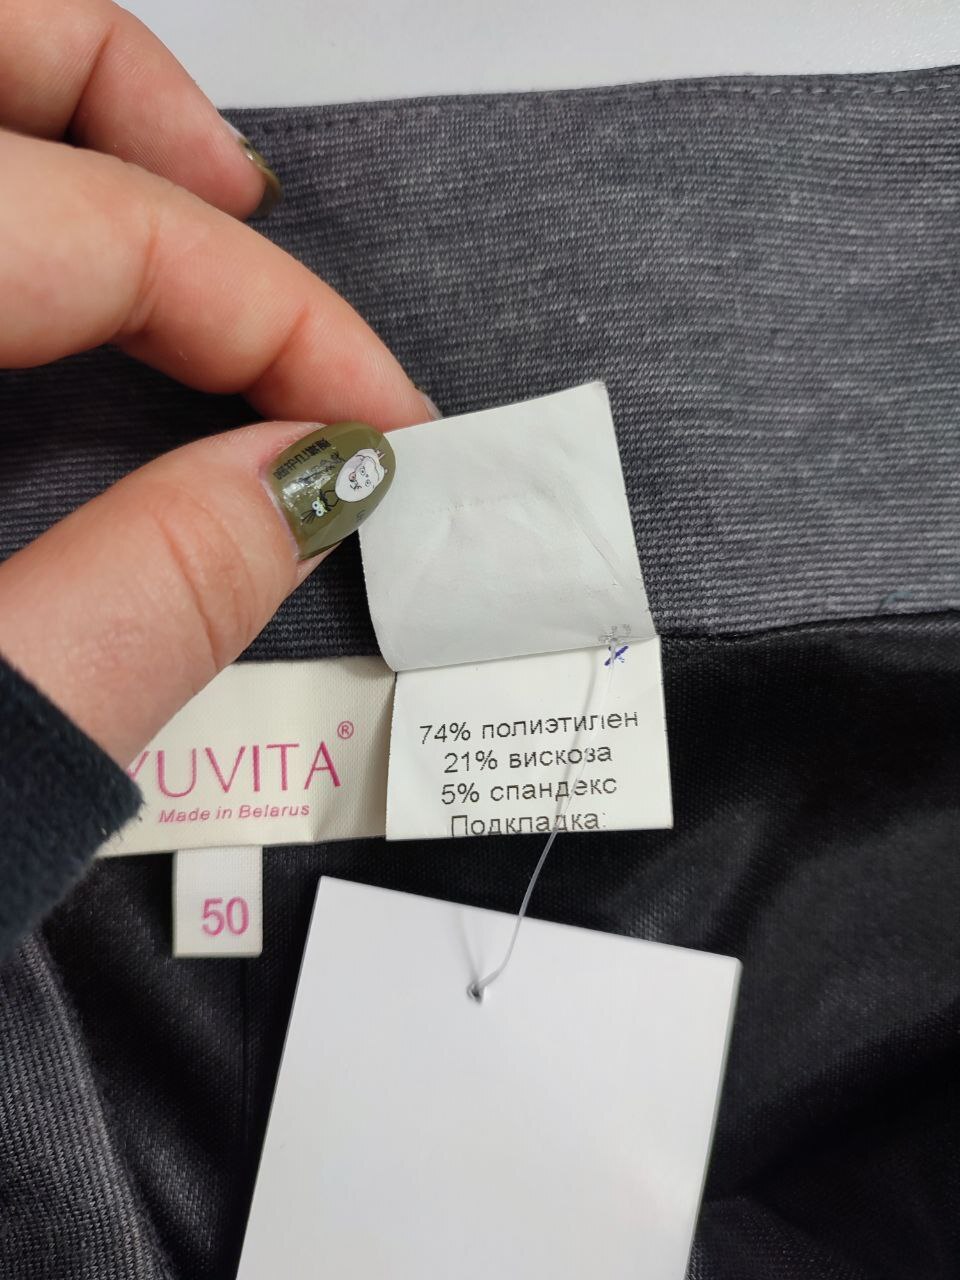 YUVITA®
Made in Belarus
50
74% полиэтилен
21% вискоза
5% спандекс
Подкладка: